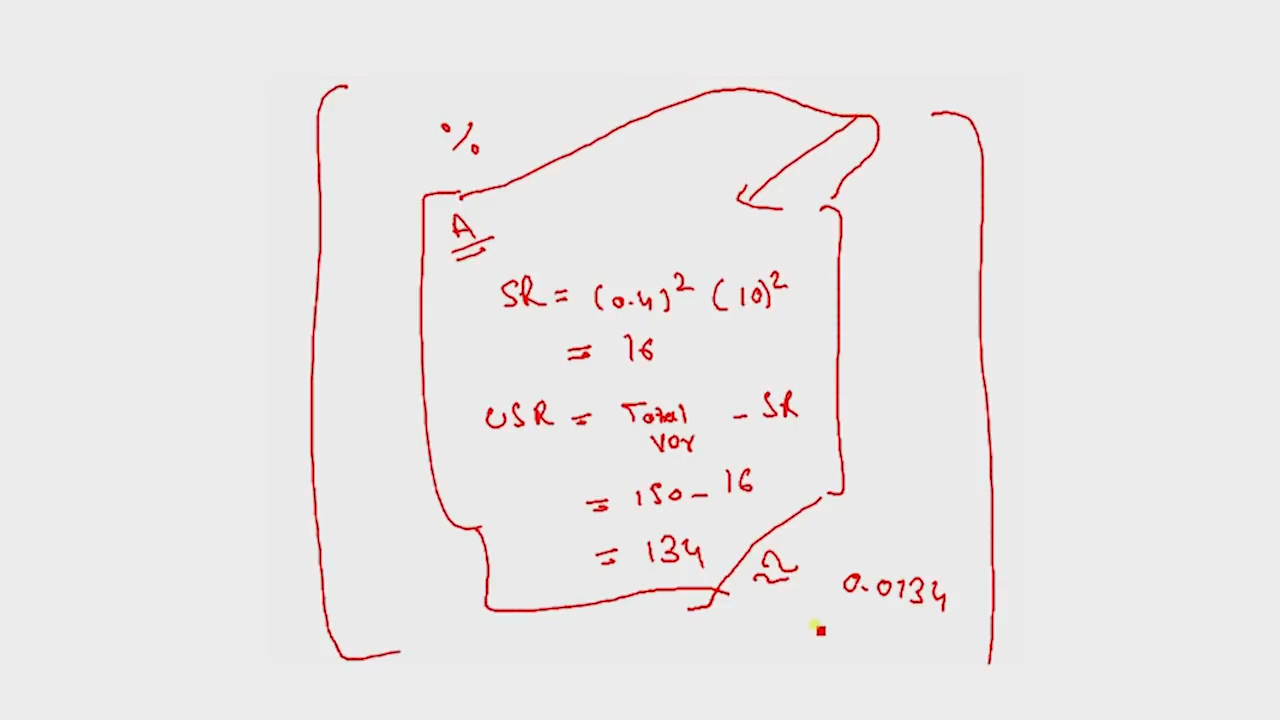 %
A
SR = (0.4)² (10)²
= 16
USR = Total Var - SR
= 150 - 16
= 134 ≈ 0.0134